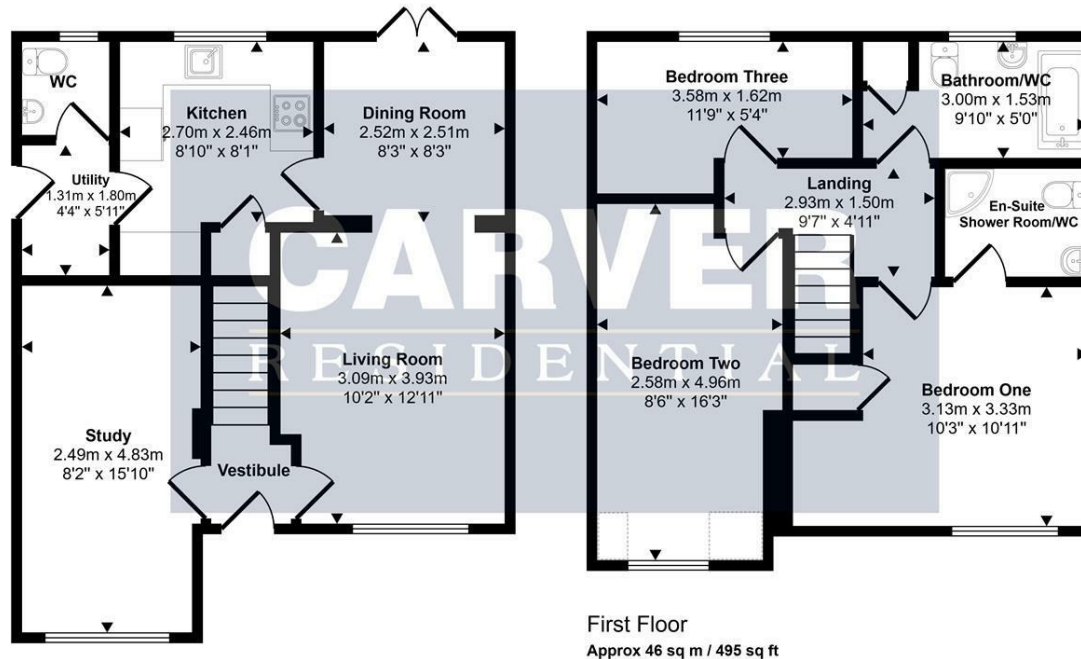 WC
Kitchen
2.70m x 2.46m
8'10" x 8'1"
Dining Room
2.52m x 2.51m
8'3" x 8'3"
Utility
1.31m x 1.80m
4'4" x 5'11"
Living Room
3.09m x 3.93m
10'2" x 12'11"
Study
2.49m x 4.83m
8'2" x 15'10"
Vestibule
Bedroom Three
3.58m x 1.62m
11'9" x 5'4"
Bathroom/WC
3.00m x 1.53m
9'10" x 5'0"
Landing
2.93m x 1.50m
9'7" x 4'11"
En-Suite
Shower Room/WC
Bedroom Two
2.58m x 4.96m
8'6" x 16'3"
Bedroom One
3.13m x 3.33m
10'3" x 10'11"
CARVER
RESIDENTIAL
First Floor
Approx 46 sq m / 495 sq ft